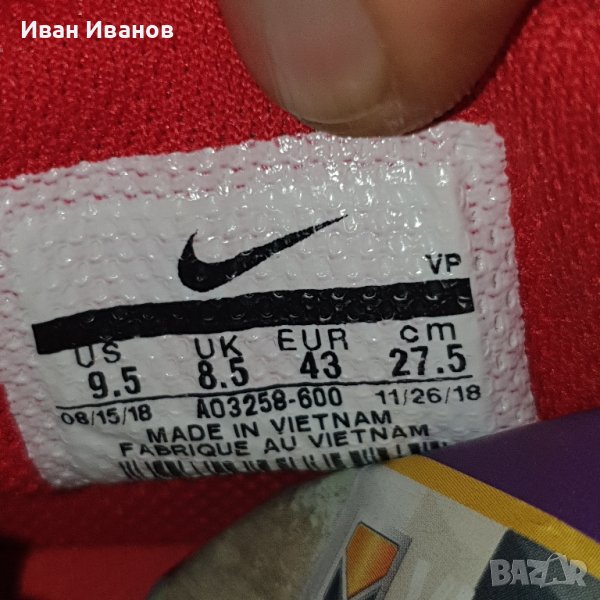 Иван Иванов
VP
US UK EUR cm
9.5 8.5 43 27.5
08/15/18 AO3258-600 11/26/18
MADE IN VIETNAM
FABRIQUE AU VIETNAM
BAZAR